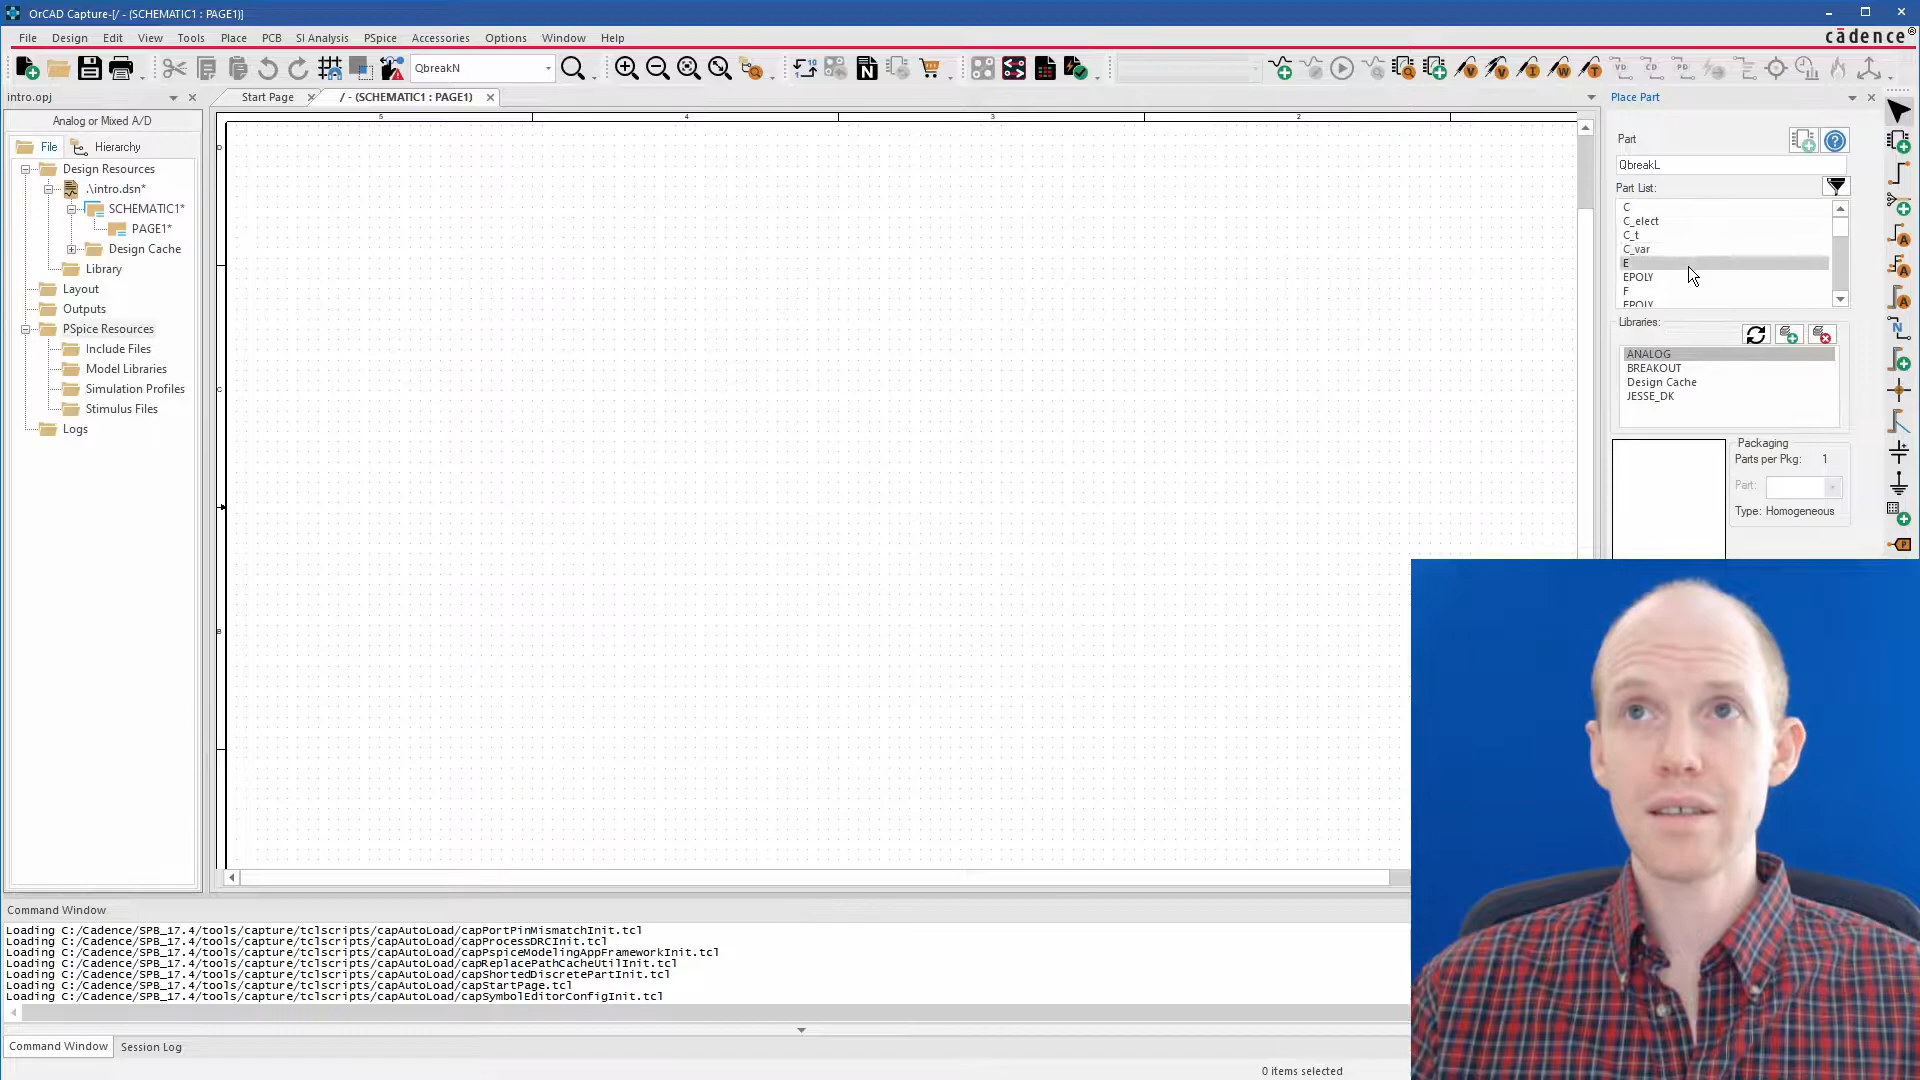 OrCAD Capture-[/ - (SCHEMATIC1 : PAGE1)]
File Design Edit View Tools Place PCB SI Analysis PSpice Accessories Options Window Help
cādence®
QbreakN
intro.opj
Start Page
/ - (SCHEMATIC1 : PAGE1)
Analog or Mixed A/D
File Hierarchy
Design Resources
.\intro.dsn*
SCHEMATIC1*
PAGE1*
Design Cache
Library
Layout
Outputs
PSpice Resources
Include Files
Model Libraries
Simulation Profiles
Stimulus Files
Logs
5 4 3 2
D
C
B
Place Part
Part
QbreakL
Part List:
C
C_elect
C_t
C_var
E
EPOLY
F
FPOLY
Libraries:
ANALOG
BREAKOUT
Design Cache
JESSE_DK
Packaging
Parts per Pkg: 1
Part:
Type: Homogeneous
Command Window
Loading C:/Cadence/SPB_17.4/tools/capture/tclscripts/capAutoLoad/capPortPinMismatchInit.tcl
Loading C:/Cadence/SPB_17.4/tools/capture/tclscripts/capAutoLoad/capProcessDRCInit.tcl
Loading C:/Cadence/SPB_17.4/tools/capture/tclscripts/capAutoLoad/capPspiceModelingAppFrameworkInit.tcl
Loading C:/Cadence/SPB_17.4/tools/capture/tclscripts/capAutoLoad/capReplacePathCacheUtilInit.tcl
Loading C:/Cadence/SPB_17.4/tools/capture/tclscripts/capAutoLoad/capShortedDiscretePartInit.tcl
Loading C:/Cadence/SPB_17.4/tools/capture/tclscripts/capAutoLoad/capStartPage.tcl
Loading C:/Cadence/SPB_17.4/tools/capture/tclscripts/capAutoLoad/capSymbolEditorConfigInit.tcl
Command Window Session Log
0 items selected